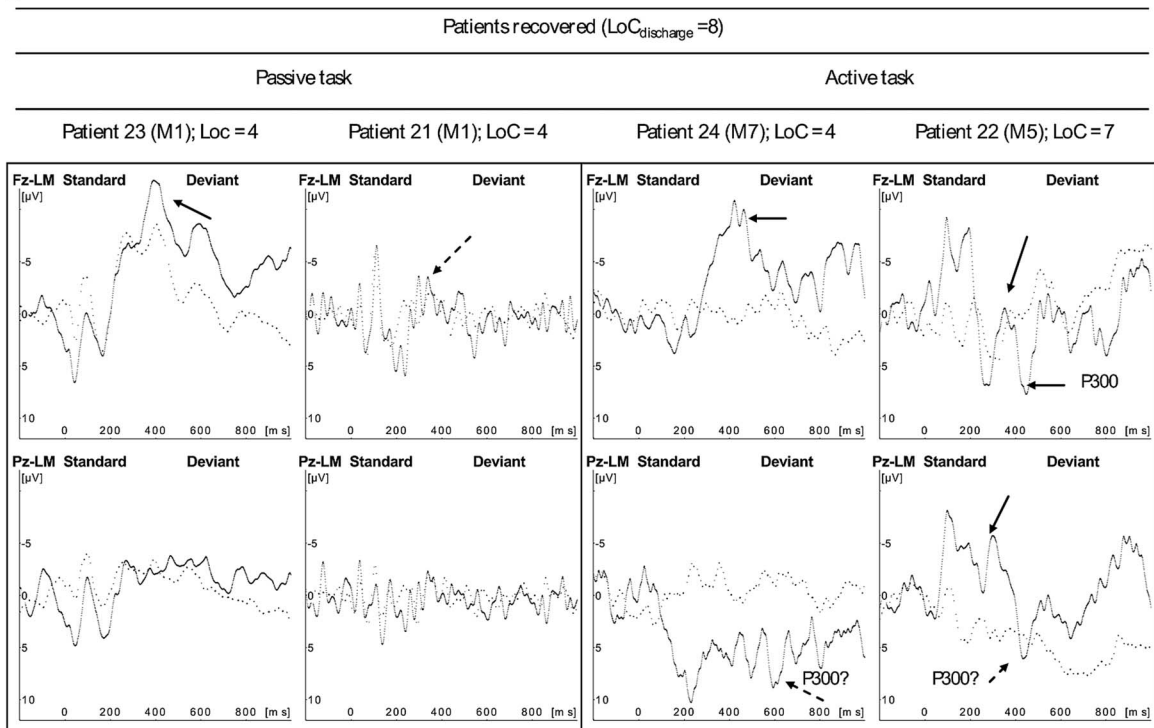 Patients recovered (LoCdischarge =8)
Passive task Active task
Patient 23 (M1); Loc = 4 Patient 21 (M1); LoC = 4 Patient 24 (M7); LoC = 4 Patient 22 (M5); LoC = 7
Fz-LM Standard Deviant Fz-LM Standard Deviant Fz-LM Standard Deviant Fz-LM Standard Deviant
[µV] [µV] [µV] [µV]
-5 -5 -5 -5
0 0 0 0
5 5 5 5
P300
10 10 10 10
0 200 400 600 800 [m s] 0 200 400 600 800 [m s] 0 200 400 600 800 [m s] 0 200 400 600 800 [m s]
Pz-LM Standard Deviant Pz-LM Standard Deviant Pz-LM Standard Deviant Pz-LM Standard Deviant
[µV] [µV] [µV] [µV]
-5 -5 -5 -5
0 0 0 0
5 5 5 5
P300? P300?
10 10 10 10
0 200 400 600 800 [m s] 0 200 400 600 800 [m s] 0 200 400 600 800 [m s] 0 200 400 600 800 [m s]